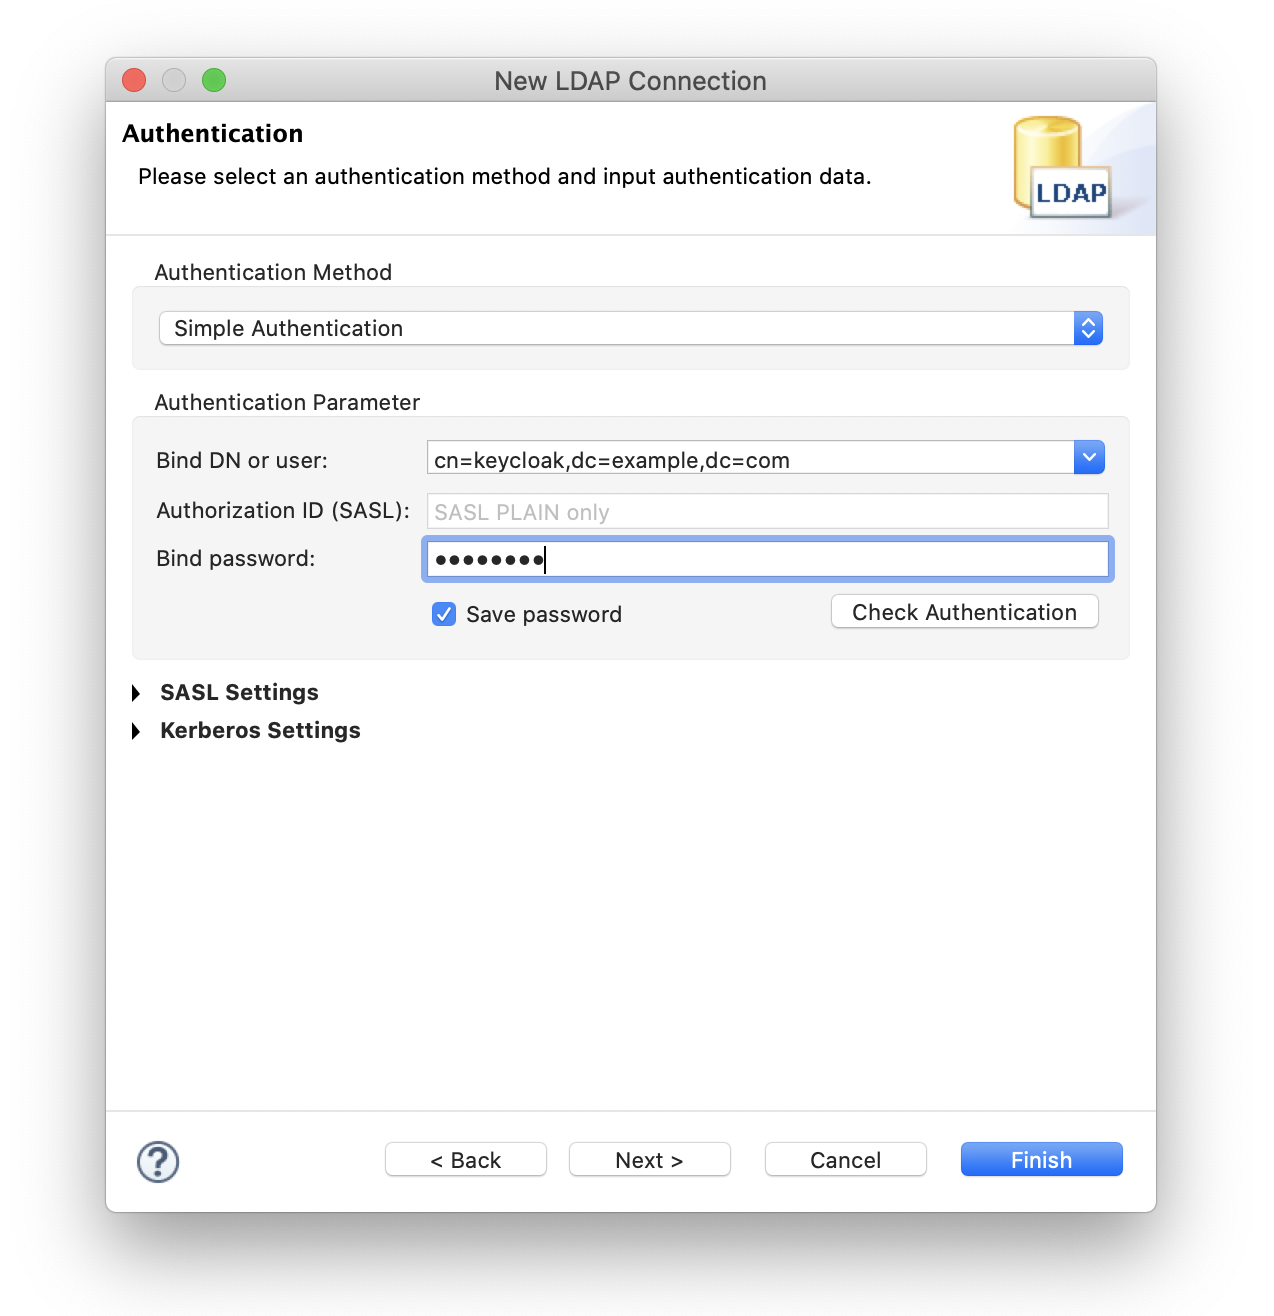 New LDAP Connection
Authentication
Please select an authentication method and input authentication data.
LDAP
Authentication Method
Simple Authentication
Authentication Parameter
Bind DN or user: cn=keycloak,dc=example,dc=com
Authorization ID (SASL): SASL PLAIN only
Bind password: ••••••••
Save password Check Authentication
SASL Settings
Kerberos Settings
? < Back Next > Cancel Finish